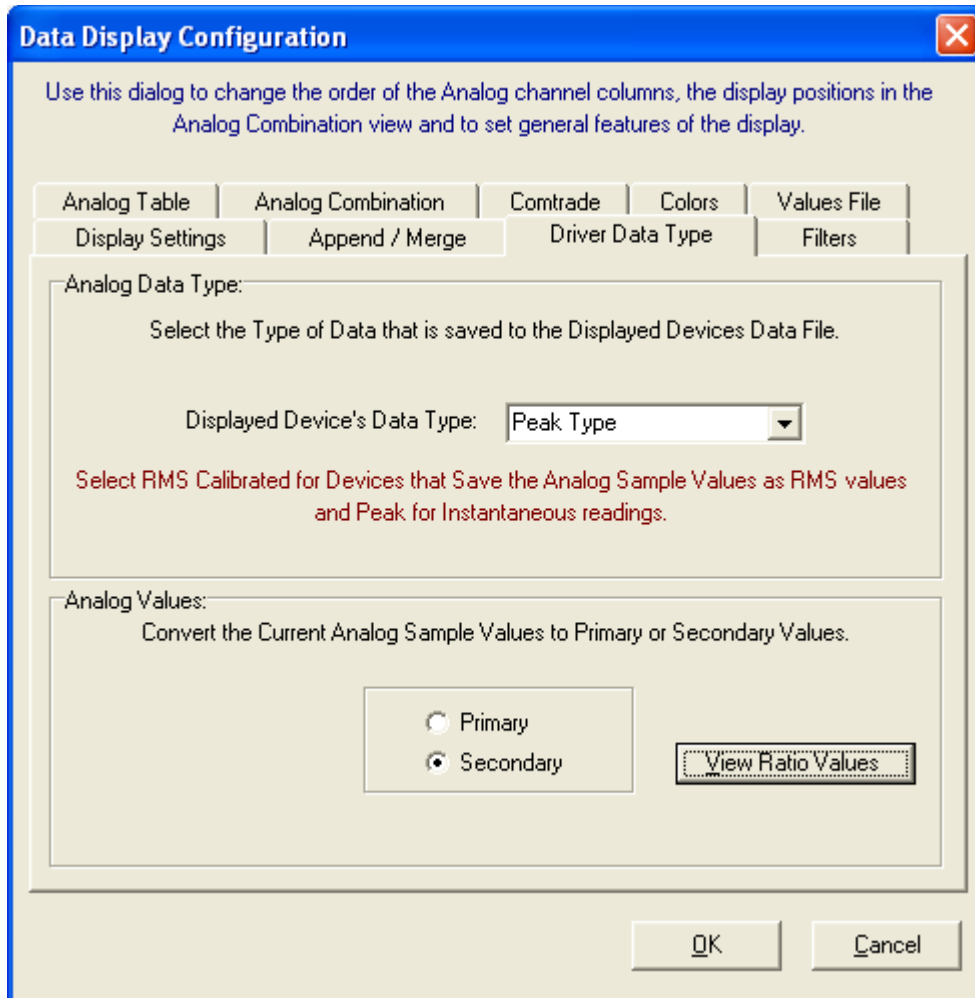 Data Display Configuration
Use this dialog to change the order of the Analog channel columns, the display positions in the
Analog Combination view and to set general features of the display.
Analog Table Analog Combination Comtrade Colors Values File
Display Settings Append / Merge Driver Data Type Filters
Analog Data Type:
Select the Type of Data that is saved to the Displayed Devices Data File.
Displayed Device's Data Type: Peak Type
Select RMS Calibrated for Devices that Save the Analog Sample Values as RMS values
and Peak for Instantaneous readings.
Analog Values:
Convert the Current Analog Sample Values to Primary or Secondary Values.
Primary
Secondary
View Ratio Values
OK Cancel